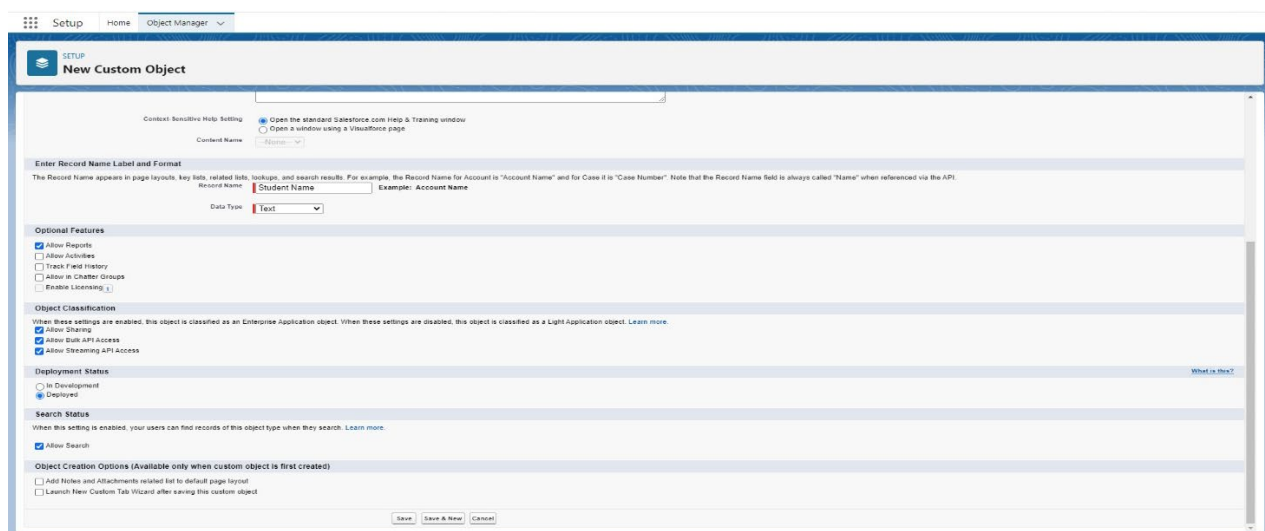 Setup Home Object Manager
SETUP
New Custom Object
Context-Sensitive Help Setting Open the standard Salesforce.com Help & Training window
Open a window using a Visualforce page
Content Name --None--
Enter Record Name Label and Format
The Record Name appears in page layouts, key lists, related lists, lookups, and search results. For example, the Record Name for Account is "Account Name" and for Case it is "Case Number". Note that the Record Name field is always called "Name" when referenced via the API.
Record Name Student Name Example: Account Name
Data Type Text
Optional Features
Allow Reports
Allow Activities
Track Field History
Allow in Chatter Groups
Enable Licensing i
Object Classification
When these settings are enabled, this object is classified as an Enterprise Application object. When these settings are disabled, this object is classified as a Light Application object. Learn more.
Allow Sharing
Allow Bulk API Access
Allow Streaming API Access
Deployment Status What is this?
In Development
Deployed
Search Status
When this setting is enabled, your users can find records of this object type when they search. Learn more.
Allow Search
Object Creation Options (Available only when custom object is first created)
Add Notes and Attachments related list to default page layout
Launch New Custom Tab Wizard after saving this custom object
Save Save & New Cancel